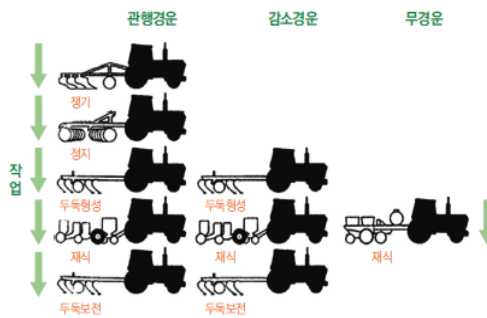 관행경운 감소경운 무경운
쟁기
정지
작업
두둑형성 두둑형성
재식 재식 재식
두둑보전 두둑보전